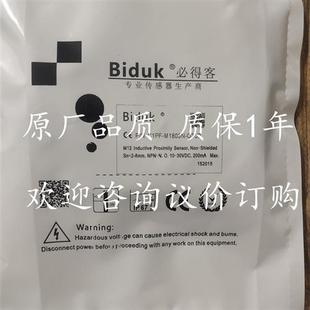 Biduk®必得客
专业传感器生产商
原厂品质 质保1年
M12 Inductive Proximity Sensor, Non-Shielded
Sn=2-8mm, NPN N.O. 10-30VDC, 200mA Max.
152015
欢迎咨询议价订购
Warning:
Hazardous voltage can cause electrical shock and burns.
Disconnect power before proceeding with any work on this equipment.